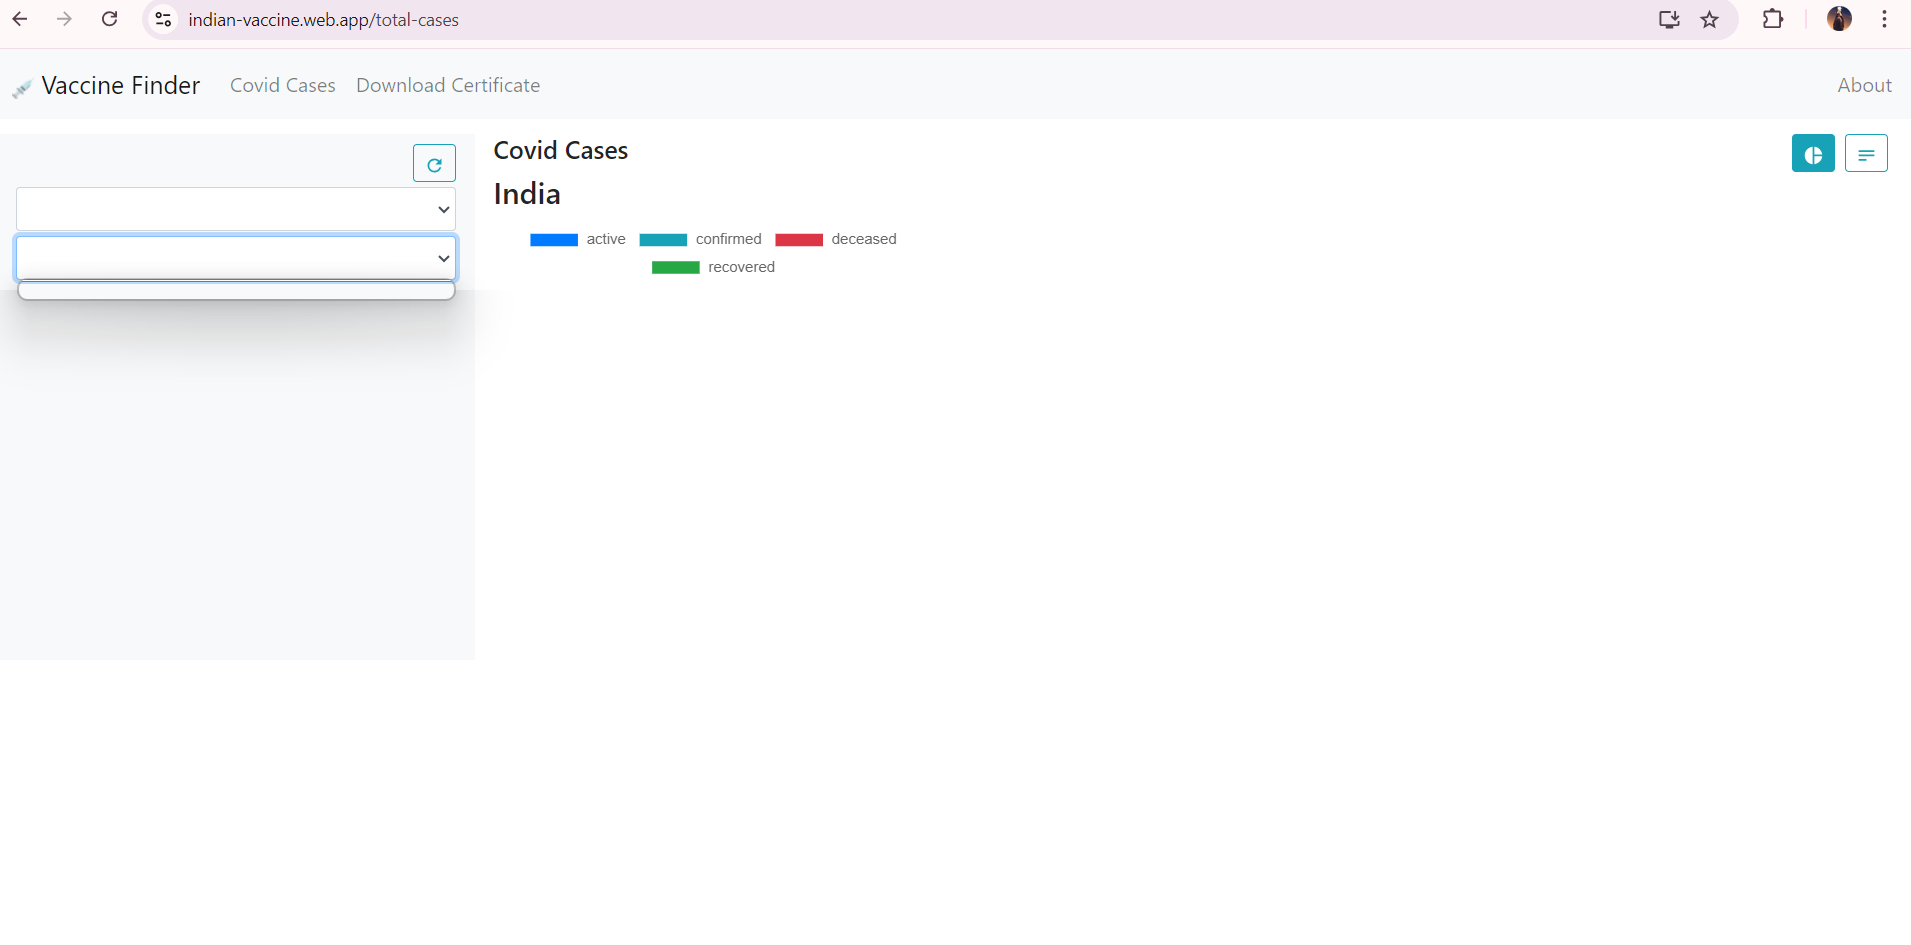 indian-vaccine.web.app/total-cases
Vaccine Finder Covid Cases Download Certificate About
Covid Cases
India
active confirmed deceased
recovered